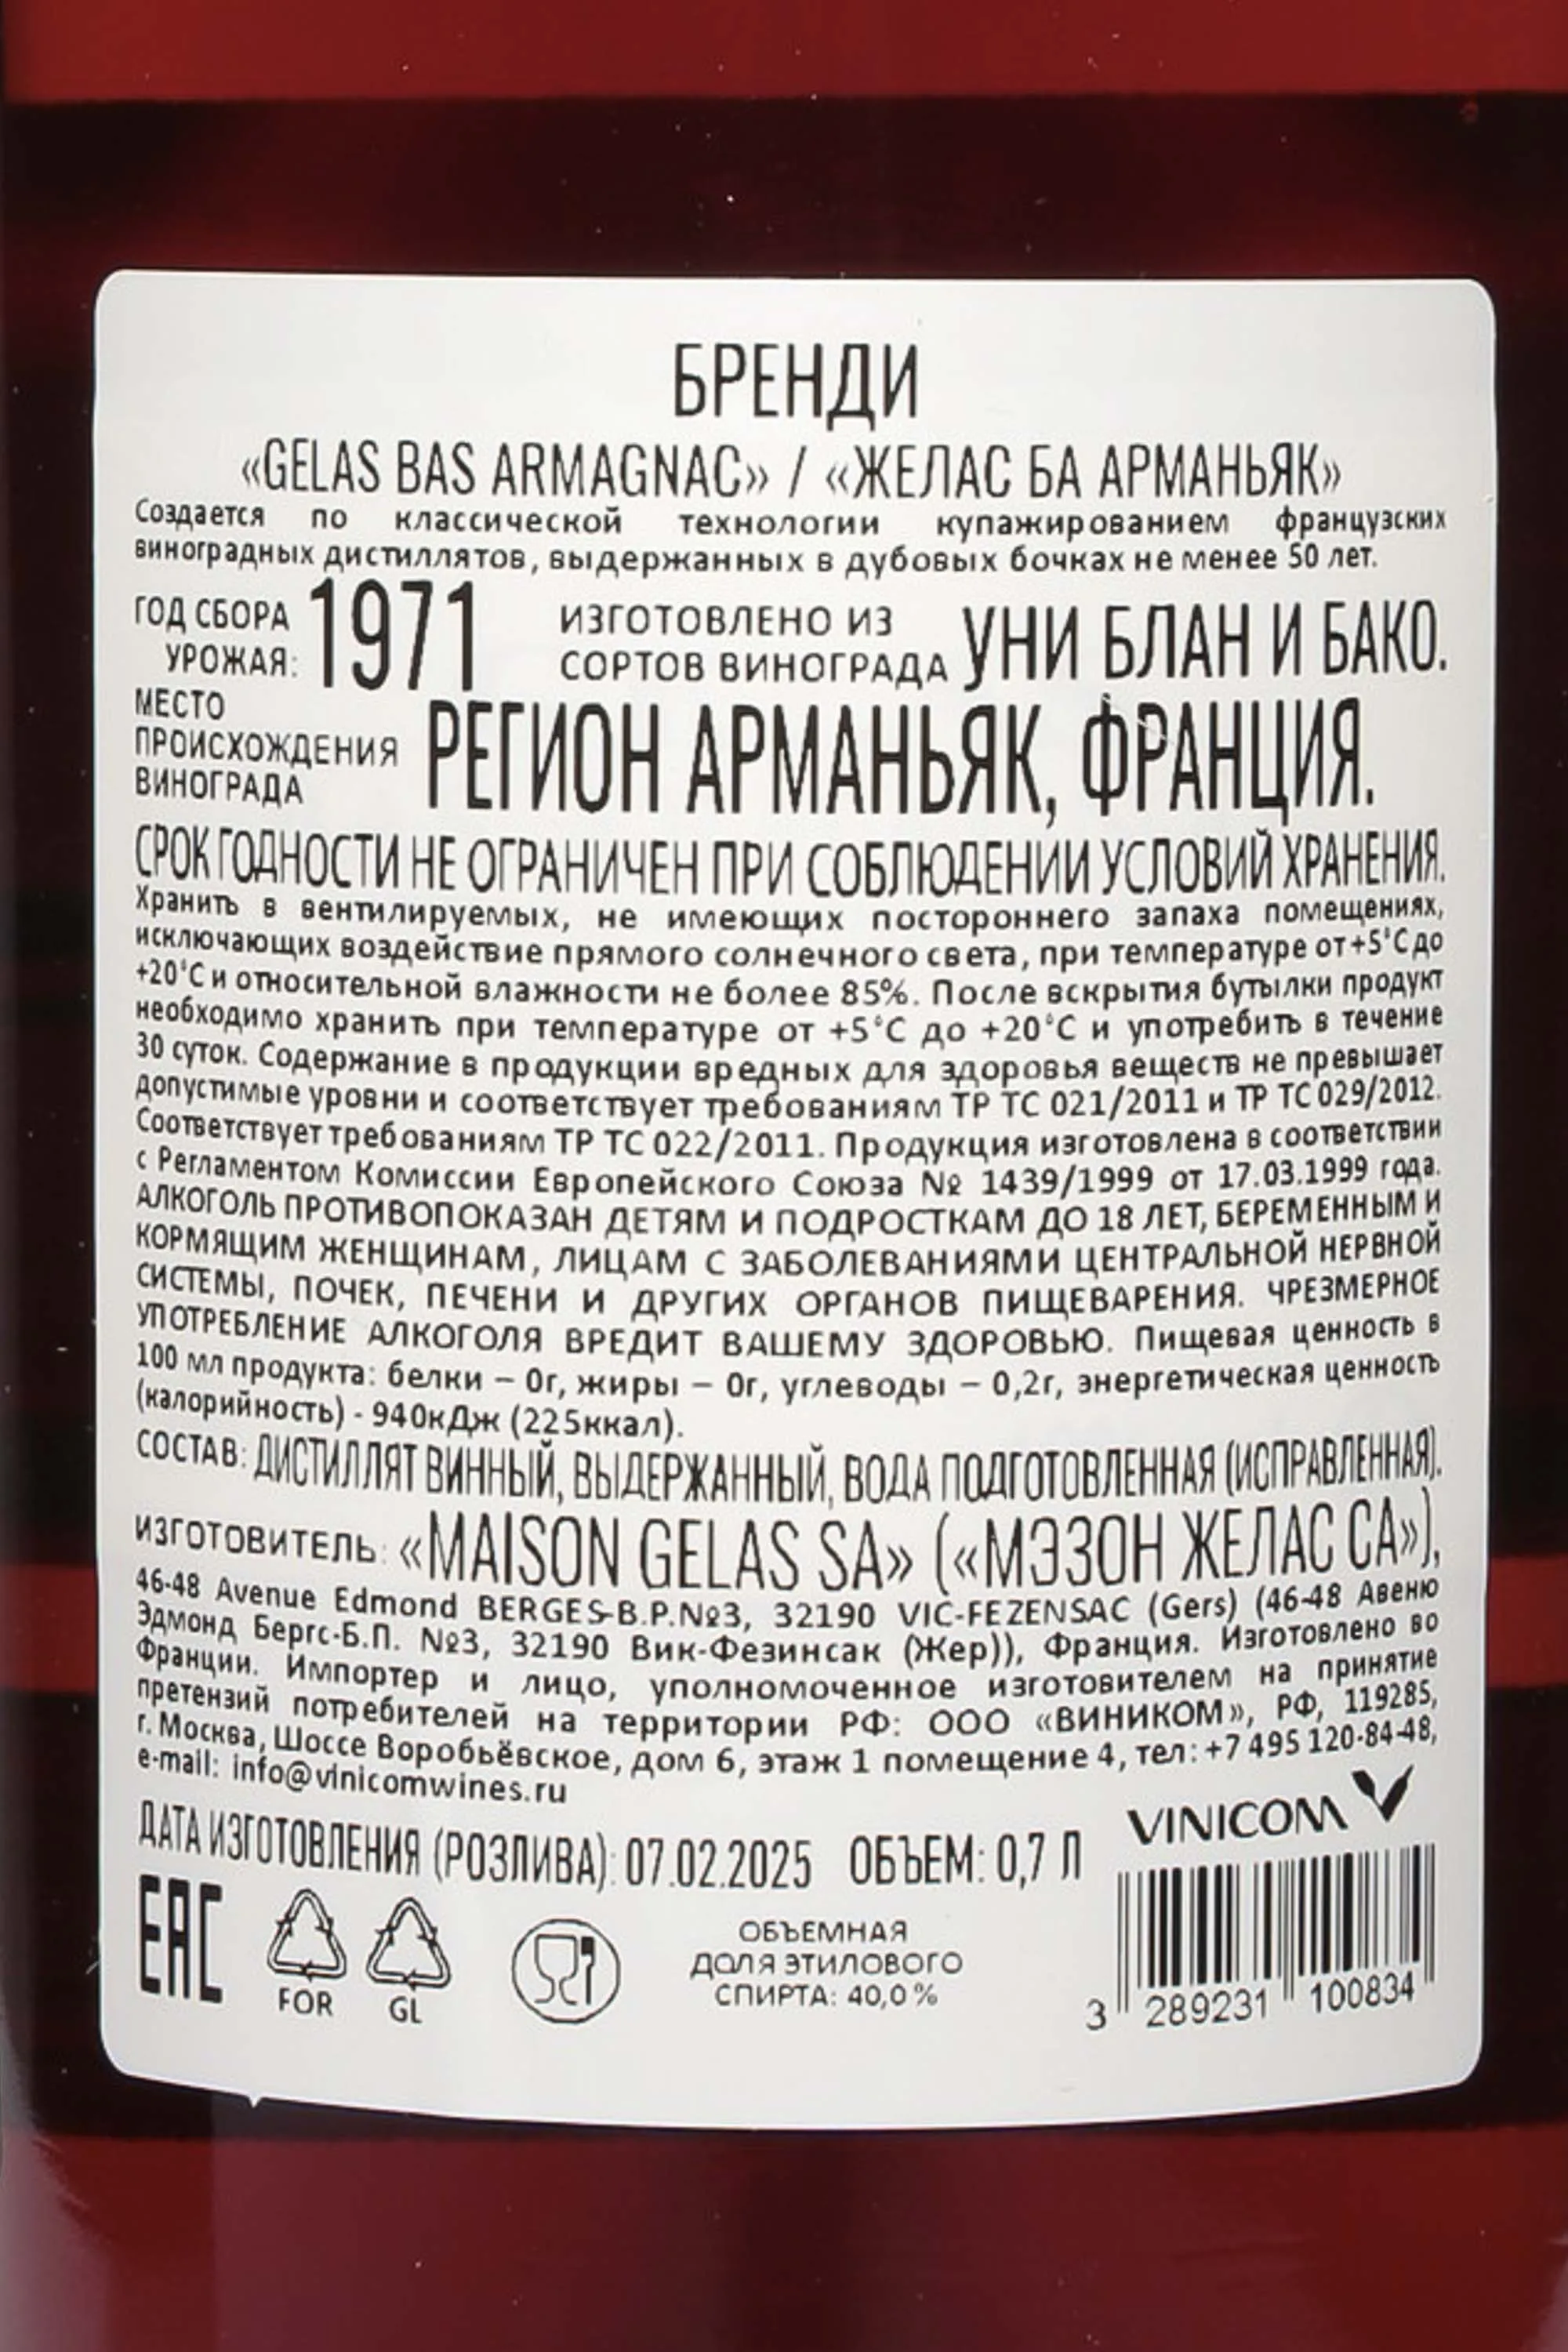 БРЕНДИ
«GELAS BAS ARMAGNAC» / «ЖЕЛАС БА АРМАНЬЯК»
Создается по классической технологии купажированием французских
виноградных дистиллятов, выдержанных в дубовых бочках не менее 50 лет.
ГОД СБОРА УРОЖАЯ: 1971 ИЗГОТОВЛЕНО ИЗ СОРТОВ ВИНОГРАДА УНИ БЛАН И БАКО.
МЕСТО ПРОИСХОЖДЕНИЯ ВИНОГРАДА РЕГИОН АРМАНЬЯК, ФРАНЦИЯ.
СРОК ГОДНОСТИ НЕ ОГРАНИЧЕН ПРИ СОБЛЮДЕНИИ УСЛОВИЙ ХРАНЕНИЯ.
Хранить в вентилируемых, не имеющих постороннего запаха помещениях,
исключающих воздействие прямого солнечного света, при температуре от +5°С до
+20°С и относительной влажности не более 85%. После вскрытия бутылки продукт
необходимо хранить при температуре от +5°С до +20°С и употребить в течение
30 суток. Содержание в продукции вредных для здоровья веществ не превышает
допустимые уровни и соответствует требованиям ТР ТС 021/2011 и ТР ТС 029/2012.
Соответствует требованиям ТР ТС 022/2011. Продукция изготовлена в соответствии
с Регламентом Комиссии Европейского Союза № 1439/1999 от 17.03.1999 года.
АЛКОГОЛЬ ПРОТИВОПОКАЗАН ДЕТЯМ И ПОДРОСТКАМ ДО 18 ЛЕТ, БЕРЕМЕННЫМ И
КОРМЯЩИМ ЖЕНЩИНАМ, ЛИЦАМ С ЗАБОЛЕВАНИЯМИ ЦЕНТРАЛЬНОЙ НЕРВНОЙ
СИСТЕМЫ, ПОЧЕК, ПЕЧЕНИ И ДРУГИХ ОРГАНОВ ПИЩЕВАРЕНИЯ. ЧРЕЗМЕРНОЕ
УПОТРЕБЛЕНИЕ АЛКОГОЛЯ ВРЕДИТ ВАШЕМУ ЗДОРОВЬЮ. Пищевая ценность в
100 мл продукта: белки – 0г, жиры – 0г, углеводы – 0,2г, энергетическая ценность
(калорийность) - 940кДж (225ккал).
СОСТАВ: ДИСТИЛЛЯТ ВИННЫЙ, ВЫДЕРЖАННЫЙ, ВОДА ПОДГОТОВЛЕННАЯ (ИСПРАВЛЕННАЯ).
ИЗГОТОВИТЕЛЬ: «MAISON GELAS SA» («МЭЗОН ЖЕЛАС СА»),
46-48 Avenue Edmond BERGES-B.P.№3, 32190 VIC-FEZENSAC (Gers) (46-48 Авеню
Эдмонд Бергс-Б.П. №3, 32190 Вик-Фезинсак (Жер)), Франция. Изготовлено во
Франции. Импортер и лицо, уполномоченное изготовителем на принятие
претензий потребителей на территории РФ: ООО «ВИНИКОМ», РФ, 119285,
г. Москва, Шоссе Воробьёвское, дом 6, этаж 1 помещение 4, тел: +7 495 120-84-48,
e-mail: info@vinicomwines.ru
VINICOM
ДАТА ИЗГОТОВЛЕНИЯ (РОЗЛИВА): 07.02.2025 ОБЪЕМ: 0,7 Л
EAC
FOR
GL
ОБЪЕМНАЯ
ДОЛЯ ЭТИЛОВОГО
СПИРТА: 40,0 %
3 289231 100834